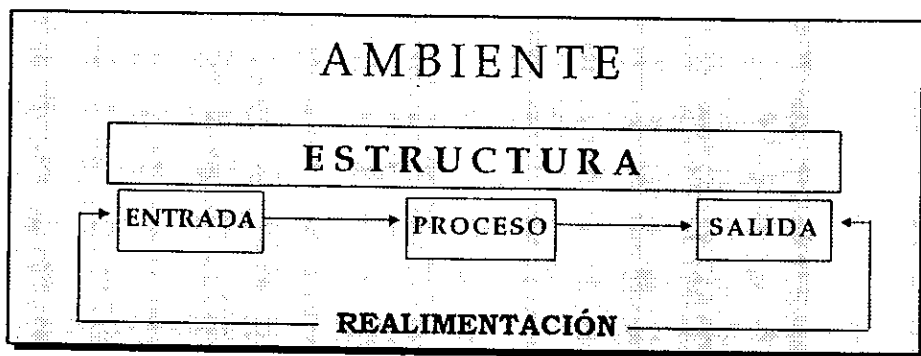 AMBIENTE
ESTRUCTURA
ENTRADA PROCESO SALIDA
REALIMENTACIÓN